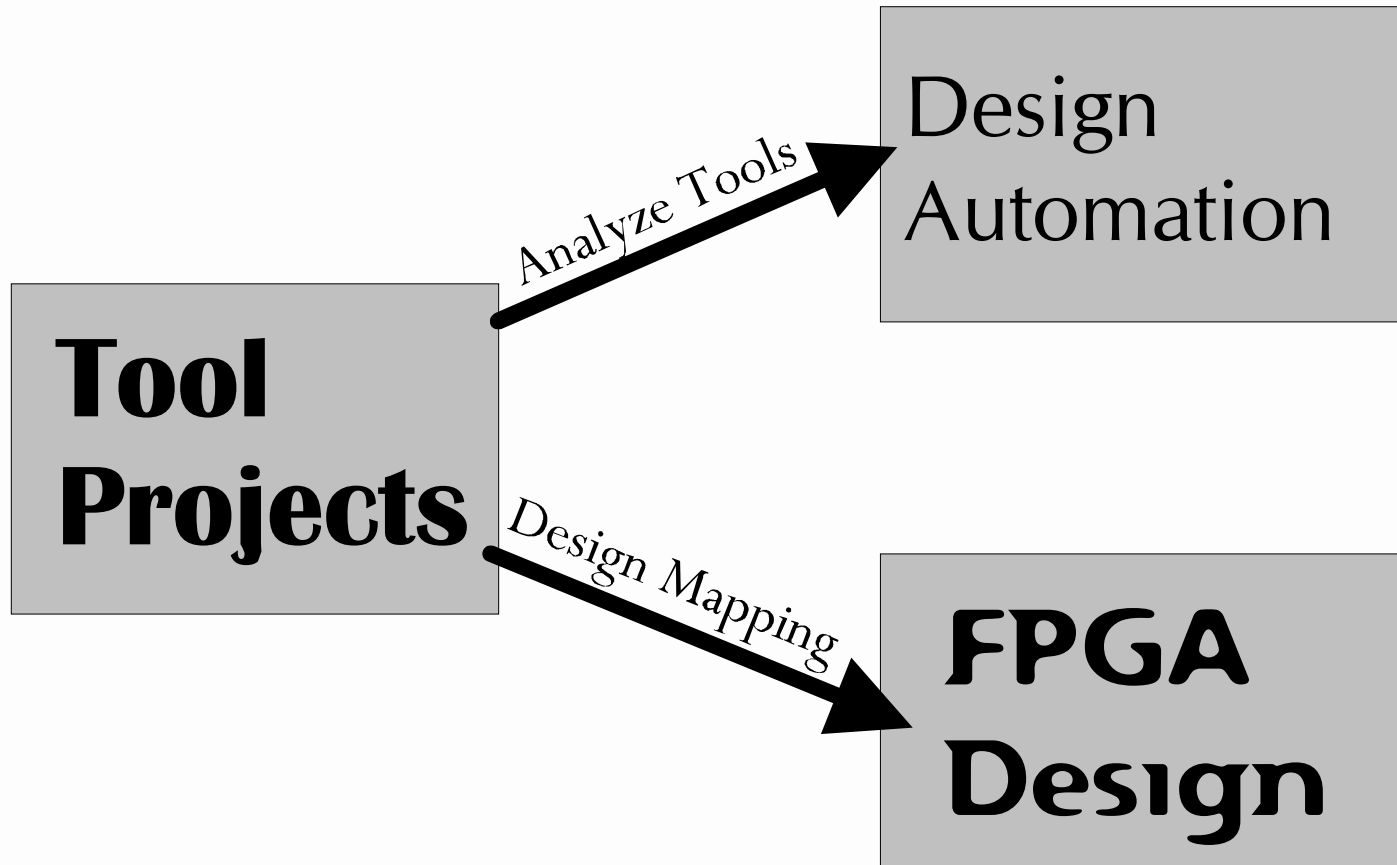 Design
Automation
Analyze Tools
Tool
Projects
Design Mapping
FPGA
Design